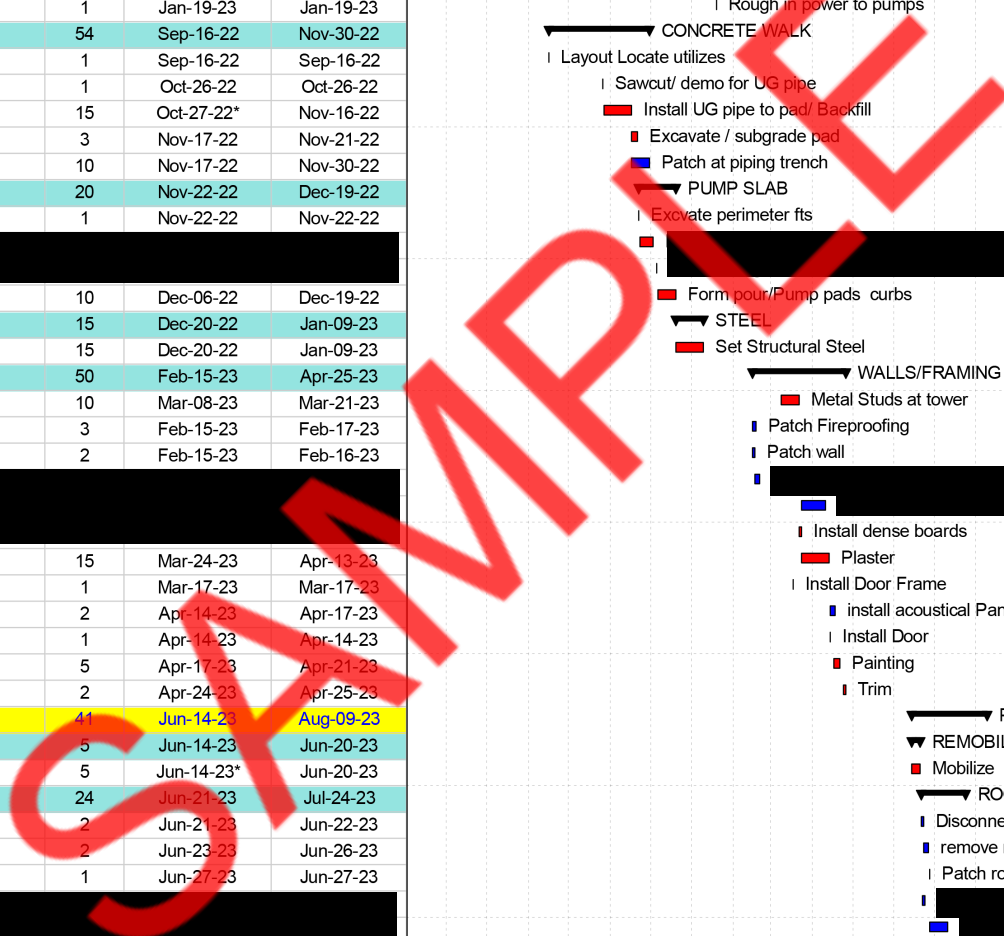 1 Jan-19-23 Jan-19-23 Rough in power to pumps
54 Sep-16-22 Nov-30-22 CONCRETE WALK
1 Sep-16-22 Sep-16-22 Layout Locate utilizes
1 Oct-26-22 Oct-26-22 Sawcut/ demo for UG pipe
15 Oct-27-22* Nov-16-22 Install UG pipe to pad/ Backfill
3 Nov-17-22 Nov-21-22 Excavate / subgrade pad
10 Nov-17-22 Nov-30-22 Patch at piping trench
20 Nov-22-22 Dec-19-22 PUMP SLAB
1 Nov-22-22 Nov-22-22 Excvate perimeter fts
10 Dec-06-22 Dec-19-22 Form pour/Pump pads curbs
15 Dec-20-22 Jan-09-23 STEEL
15 Dec-20-22 Jan-09-23 Set Structural Steel
50 Feb-15-23 Apr-25-23 WALLS/FRAMING
10 Mar-08-23 Mar-21-23 Metal Studs at tower
3 Feb-15-23 Feb-17-23 Patch Fireproofing
2 Feb-15-23 Feb-16-23 Patch wall
Install dense boards
15 Mar-24-23 Apr-13-23 Plaster
1 Mar-17-23 Mar-17-23 Install Door Frame
2 Apr-14-23 Apr-17-23 install acoustical Pan
1 Apr-14-23 Apr-14-23 Install Door
5 Apr-17-23 Apr-21-23 Painting
2 Apr-24-23 Apr-25-23 Trim
41 Jun-14-23 Aug-09-23
5 Jun-14-23 Jun-20-23 REMOBIL
5 Jun-14-23* Jun-20-23 Mobilize
24 Jun-21-23 Jul-24-23 ROO
2 Jun-21-23 Jun-22-23 Disconne
2 Jun-23-23 Jun-26-23 remove
1 Jun-27-23 Jun-27-23 Patch ro
SAMPLE